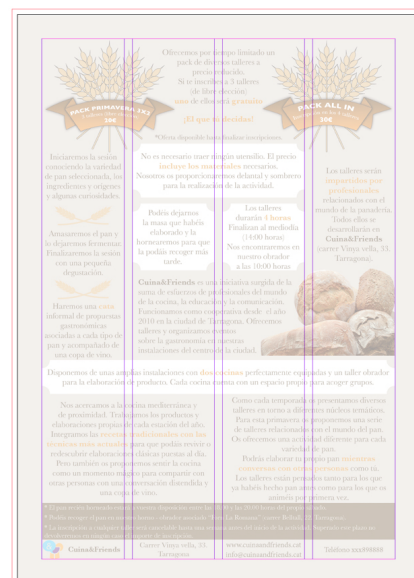 Ofrecemos por tiempo limitado un
pack de diversos talleres a
precio reducido.
Si te inscribes a 3 talleres
(de libre elección)
uno de ellos será gratuito
¡El que tu decidas!
*Oferta disponible hasta finalizar inscripciones.
PACK PRIMAVERA 3X2
50€
PACK ALL IN
50€
Iniciaremos la sesión
conociendo la variedad
de pan seleccionada, los
ingredientes y orígenes
y algunas curiosidades.
Amasaremos el pan y
lo dejaremos fermentar.
Finalizaremos la sesión
con una pequeña
degustación.
Haremos una cena
informal de propuestas
gastronómicas
asociadas a cada tipo de
pan y acompañado de
una copa de vino.
No es necesario traer ningún utensilio. El precio
incluye los materiales necesarios.
Nosotros os proporcionaremos delantal y sombrero
para la realización de la actividad.
Podéis dejarnos
la masa que habéis
elaborado y la
hornearemos para que
la podáis recoger más
tarde.
Los talleres
durarán 4 horas
Finalizan al mediodía
(14:00 horas)
Nos encontraremos en
nuestro obrador
a las 10:00 horas
Los talleres serán
impartidos por
profesionales
relacionados con el
mundo de la panadería.
Todos ellos se
desarrollarán en
Cuina&Friends
(carrer Vinya vella, 33.
Tarragona).
Cuina&Friends es una iniciativa surgida de la
suma de esfuerzos de profesionales del mundo
de la cocina, la educación y la comunicación.
Funcionamos como cooperativa desde el año
2010 en la ciudad de Tarragona. Ofrecemos
talleres y organizamos eventos
sobre la gastronomía en nuestras
instalaciones del centro de la ciudad.
Disponemos de unas amplias instalaciones con dos cocinas perfectamente equipadas y un taller obrador
para la elaboración de producto. Cada cocina cuenta con un espacio propio para acoger grupos.
Nos acercamos a la cocina mediterránea y
de proximidad. Trabajamos los productos y
elaboraciones propias de cada estación del año.
Integramos las recetas tradicionales con las
técnicas más actuales para que podáis revivir o
redescubrir elaboraciones clásicas puestas al día.
Pero también os proponemos sentir la cocina
como un momento mágico para compartir con
otras personas con una conversación distendida y
una copa de vino.
Como cada temporada os presentamos diversos
talleres en torno a diferentes núcleos temáticos.
Para esta primavera os proponemos una serie
de talleres relacionados con el mundo del pan.
Os ofreceremos una actividad diferente para cada
variedad de pan.
Podéis elaborar tu propio pan mientras
conversas con otras personas como tú.
Los talleres están pensados tanto para los que
ya habéis hecho pan antes como para los que os
animéis por primera vez.
Cuina&Friends
Carrer Vinya vella, 33.
Tarragona
www.cuinaandfriends.cat
info@cuinaandfriends.cat
Teléfono: xxx898888